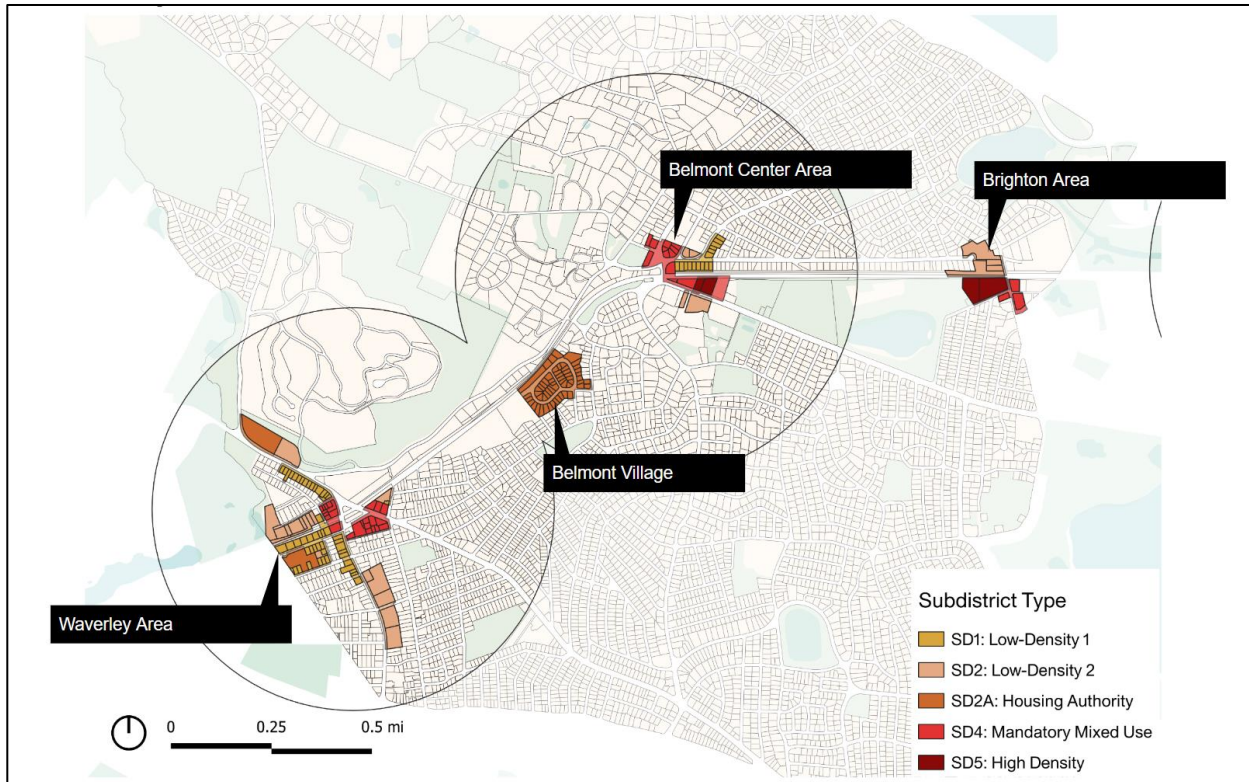 Belmont Center Area
Brighton Area
Belmont Village
Waverley Area
0 0.25 0.5 mi
Subdistrict Type
SD1: Low-Density 1
SD2: Low-Density 2
SD2A: Housing Authority
SD4: Mandatory Mixed Use
SD5: High Density